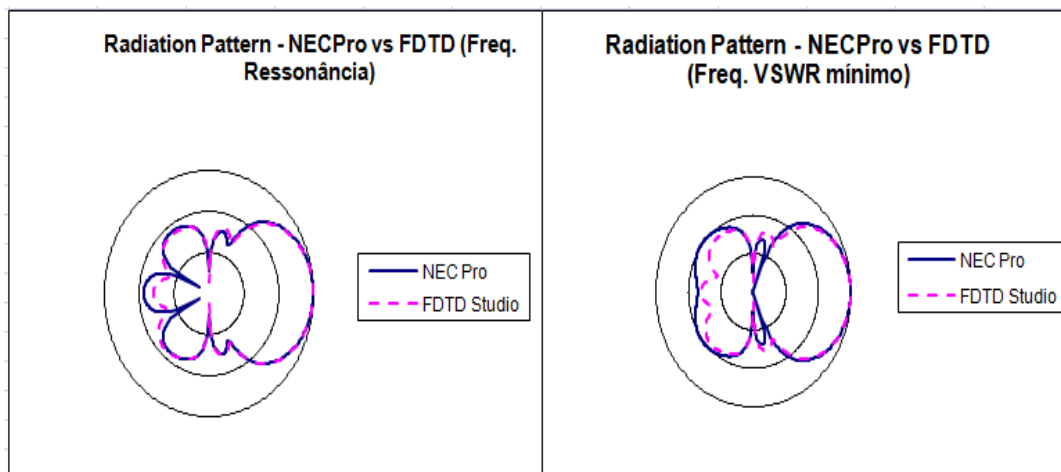 Radiation Pattern - NECPro vs FDTD (Freq.
Ressonância)
NEC Pro
FDTD Studio
Radiation Pattern - NECPro vs FDTD
(Freq. VSWR mínimo)
NEC Pro
FDTD Studio